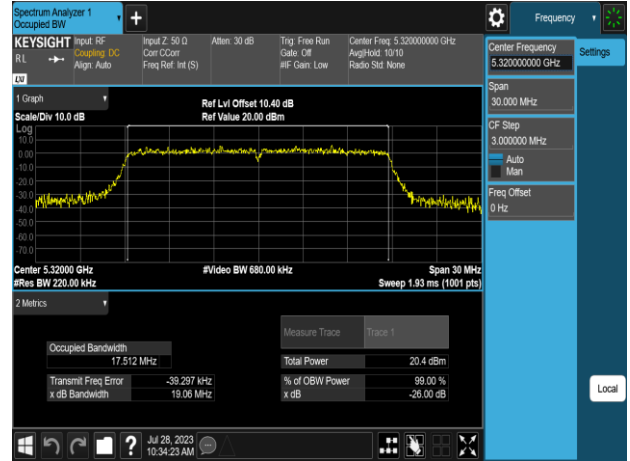 Spectrum Analyzer 1
Occupied BW
+
Frequency
KEYSIGHT Input: RF
R L Coupling: DC
Align: Auto
LXI
Input Z: 50 Ω
Corr CCorr
Freq Ref: Int (S)
Atten: 30 dB
Trig: Free Run
Gate: Off
#IF Gain: Low
Center Freq: 5.320000000 GHz
Avg|Hold: 10/10
Radio Std: None
Center Frequency
5.320000000 GHz
Settings
Span
30.000 MHz
CF Step
3.000000 MHz
Auto
Man
Freq Offset
0 Hz
1 Graph
Scale/Div 10.0 dB
Ref Lvl Offset 10.40 dB
Ref Value 20.00 dBm
Log
10.0
0.00
-10.0
-20.0
-30.0
-40.0
-50.0
-60.0
-70.0
Center 5.32000 GHz
#Res BW 220.00 kHz
#Video BW 680.00 kHz
Span 30 MHz
Sweep 1.93 ms (1001 pts)
2 Metrics
Measure Trace Trace 1
Occupied Bandwidth
17.512 MHz
Total Power 20.4 dBm
Transmit Freq Error -39.297 kHz
% of OBW Power 99.00 %
x dB Bandwidth 19.06 MHz
x dB -26.00 dB
Local
?
Jul 28, 2023
10:34:23 AM